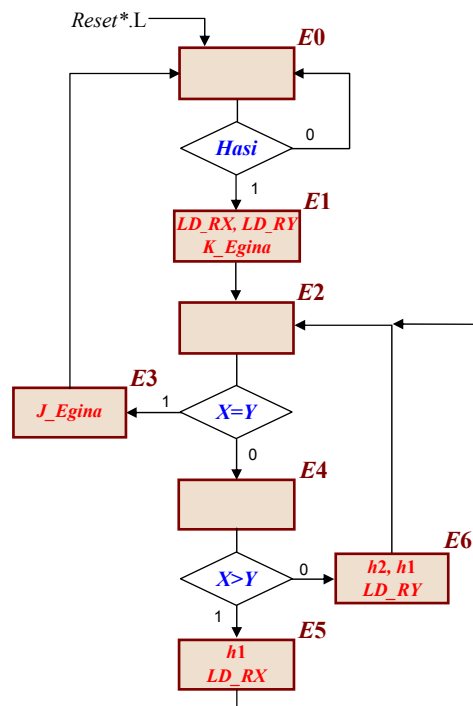 Reset*.L
E0
Hasi
0
1
E1
LD_RX, LD_RY
K_Egina
E2
E3
J_Egina
1
X=Y
0
E4
E6
X>Y
0
h2, h1
LD_RY
1
E5
h1
LD_RX